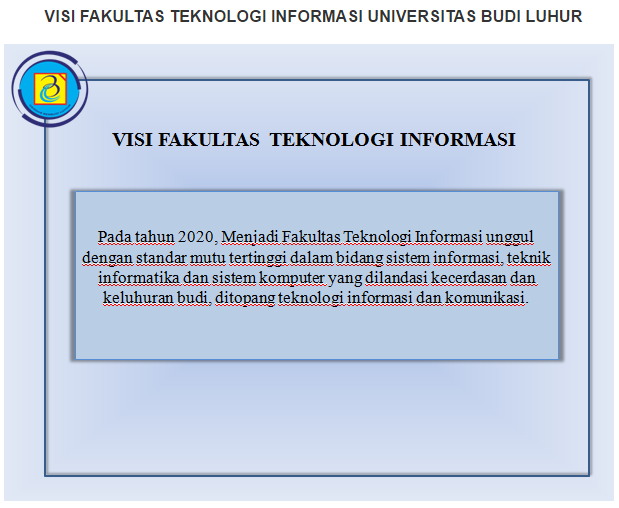 VISI FAKULTAS TEKNOLOGI INFORMASI UNIVERSITAS BUDI LUHUR
VISI FAKULTAS TEKNOLOGI INFORMASI
Pada tahun 2020, Menjadi Fakultas Teknologi Informasi unggul
dengan standar mutu tertinggi dalam bidang sistem informasi, teknik
informatika dan sistem komputer yang dilandasi kecerdasan dan
keluhuran budi, ditopang teknologi informasi dan komunikasi.